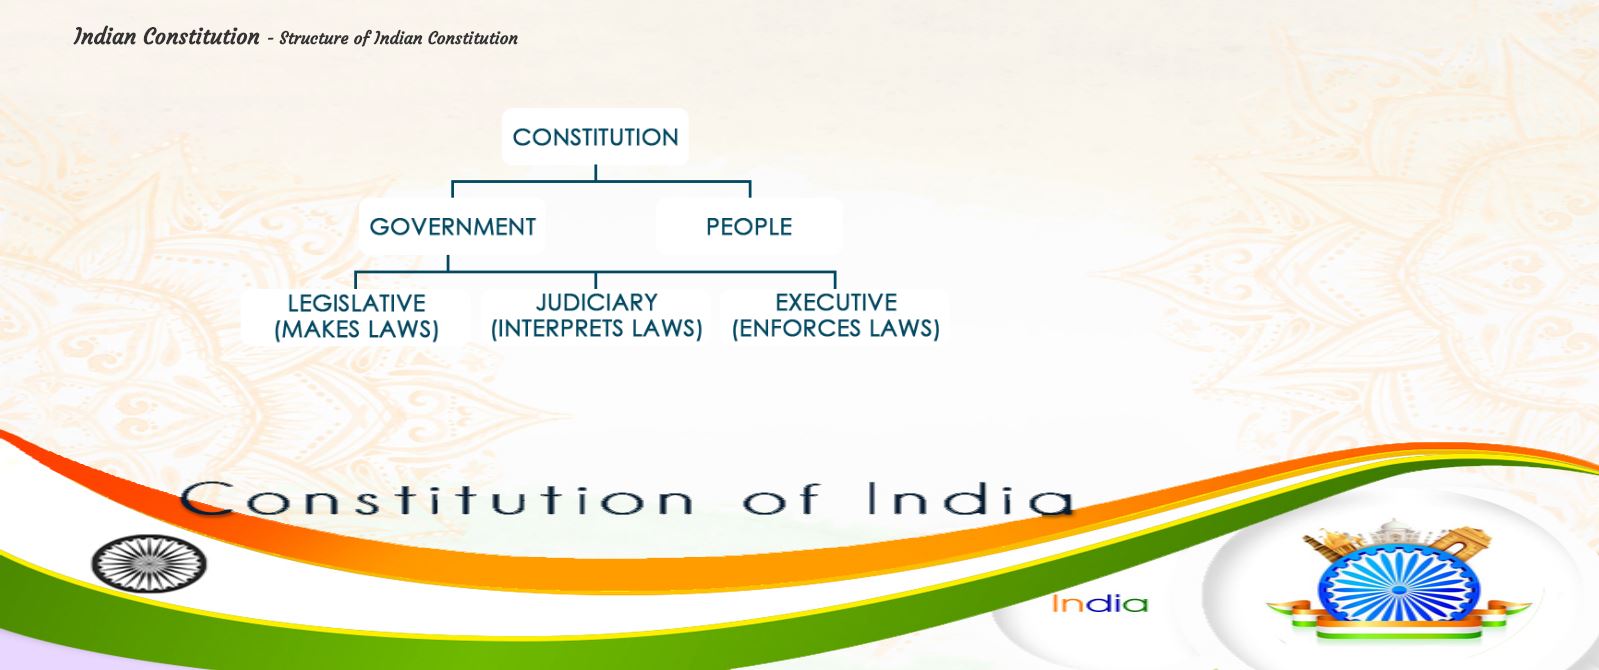 Indian Constitution - Structure of Indian Constitution
CONSTITUTION
GOVERNMENT
PEOPLE
LEGISLATIVE
(MAKES LAWS)
JUDICIARY
(INTERPRETS LAWS)
EXECUTIVE
(ENFORCES LAWS)
Constitution of India
India